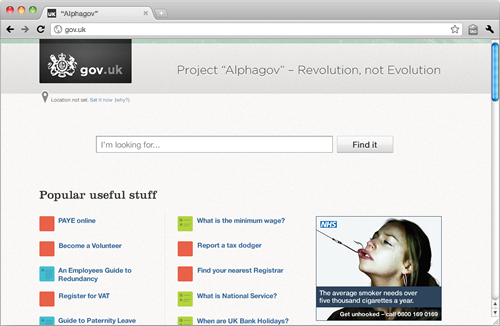 UK
"Alphagov"
gov.uk
gov.uk
Project "Alphagov" – Revolution, not Evolution
Location not set. Set it now (why?)
I'm looking for...
Find it
Popular useful stuff
PAYE online
Become a Volunteer
An Employees Guide to
Redundancy
Register for VAT
Guide to Paternity Leave
What is the minimum wage?
Report a tax dodger
Find your nearest Registrar
What is National Service?
When are UK Bank Holidays?
NHS
The average smoker needs over
five thousand cigarettes a year.
Get unhooked – call 0800 169 0169